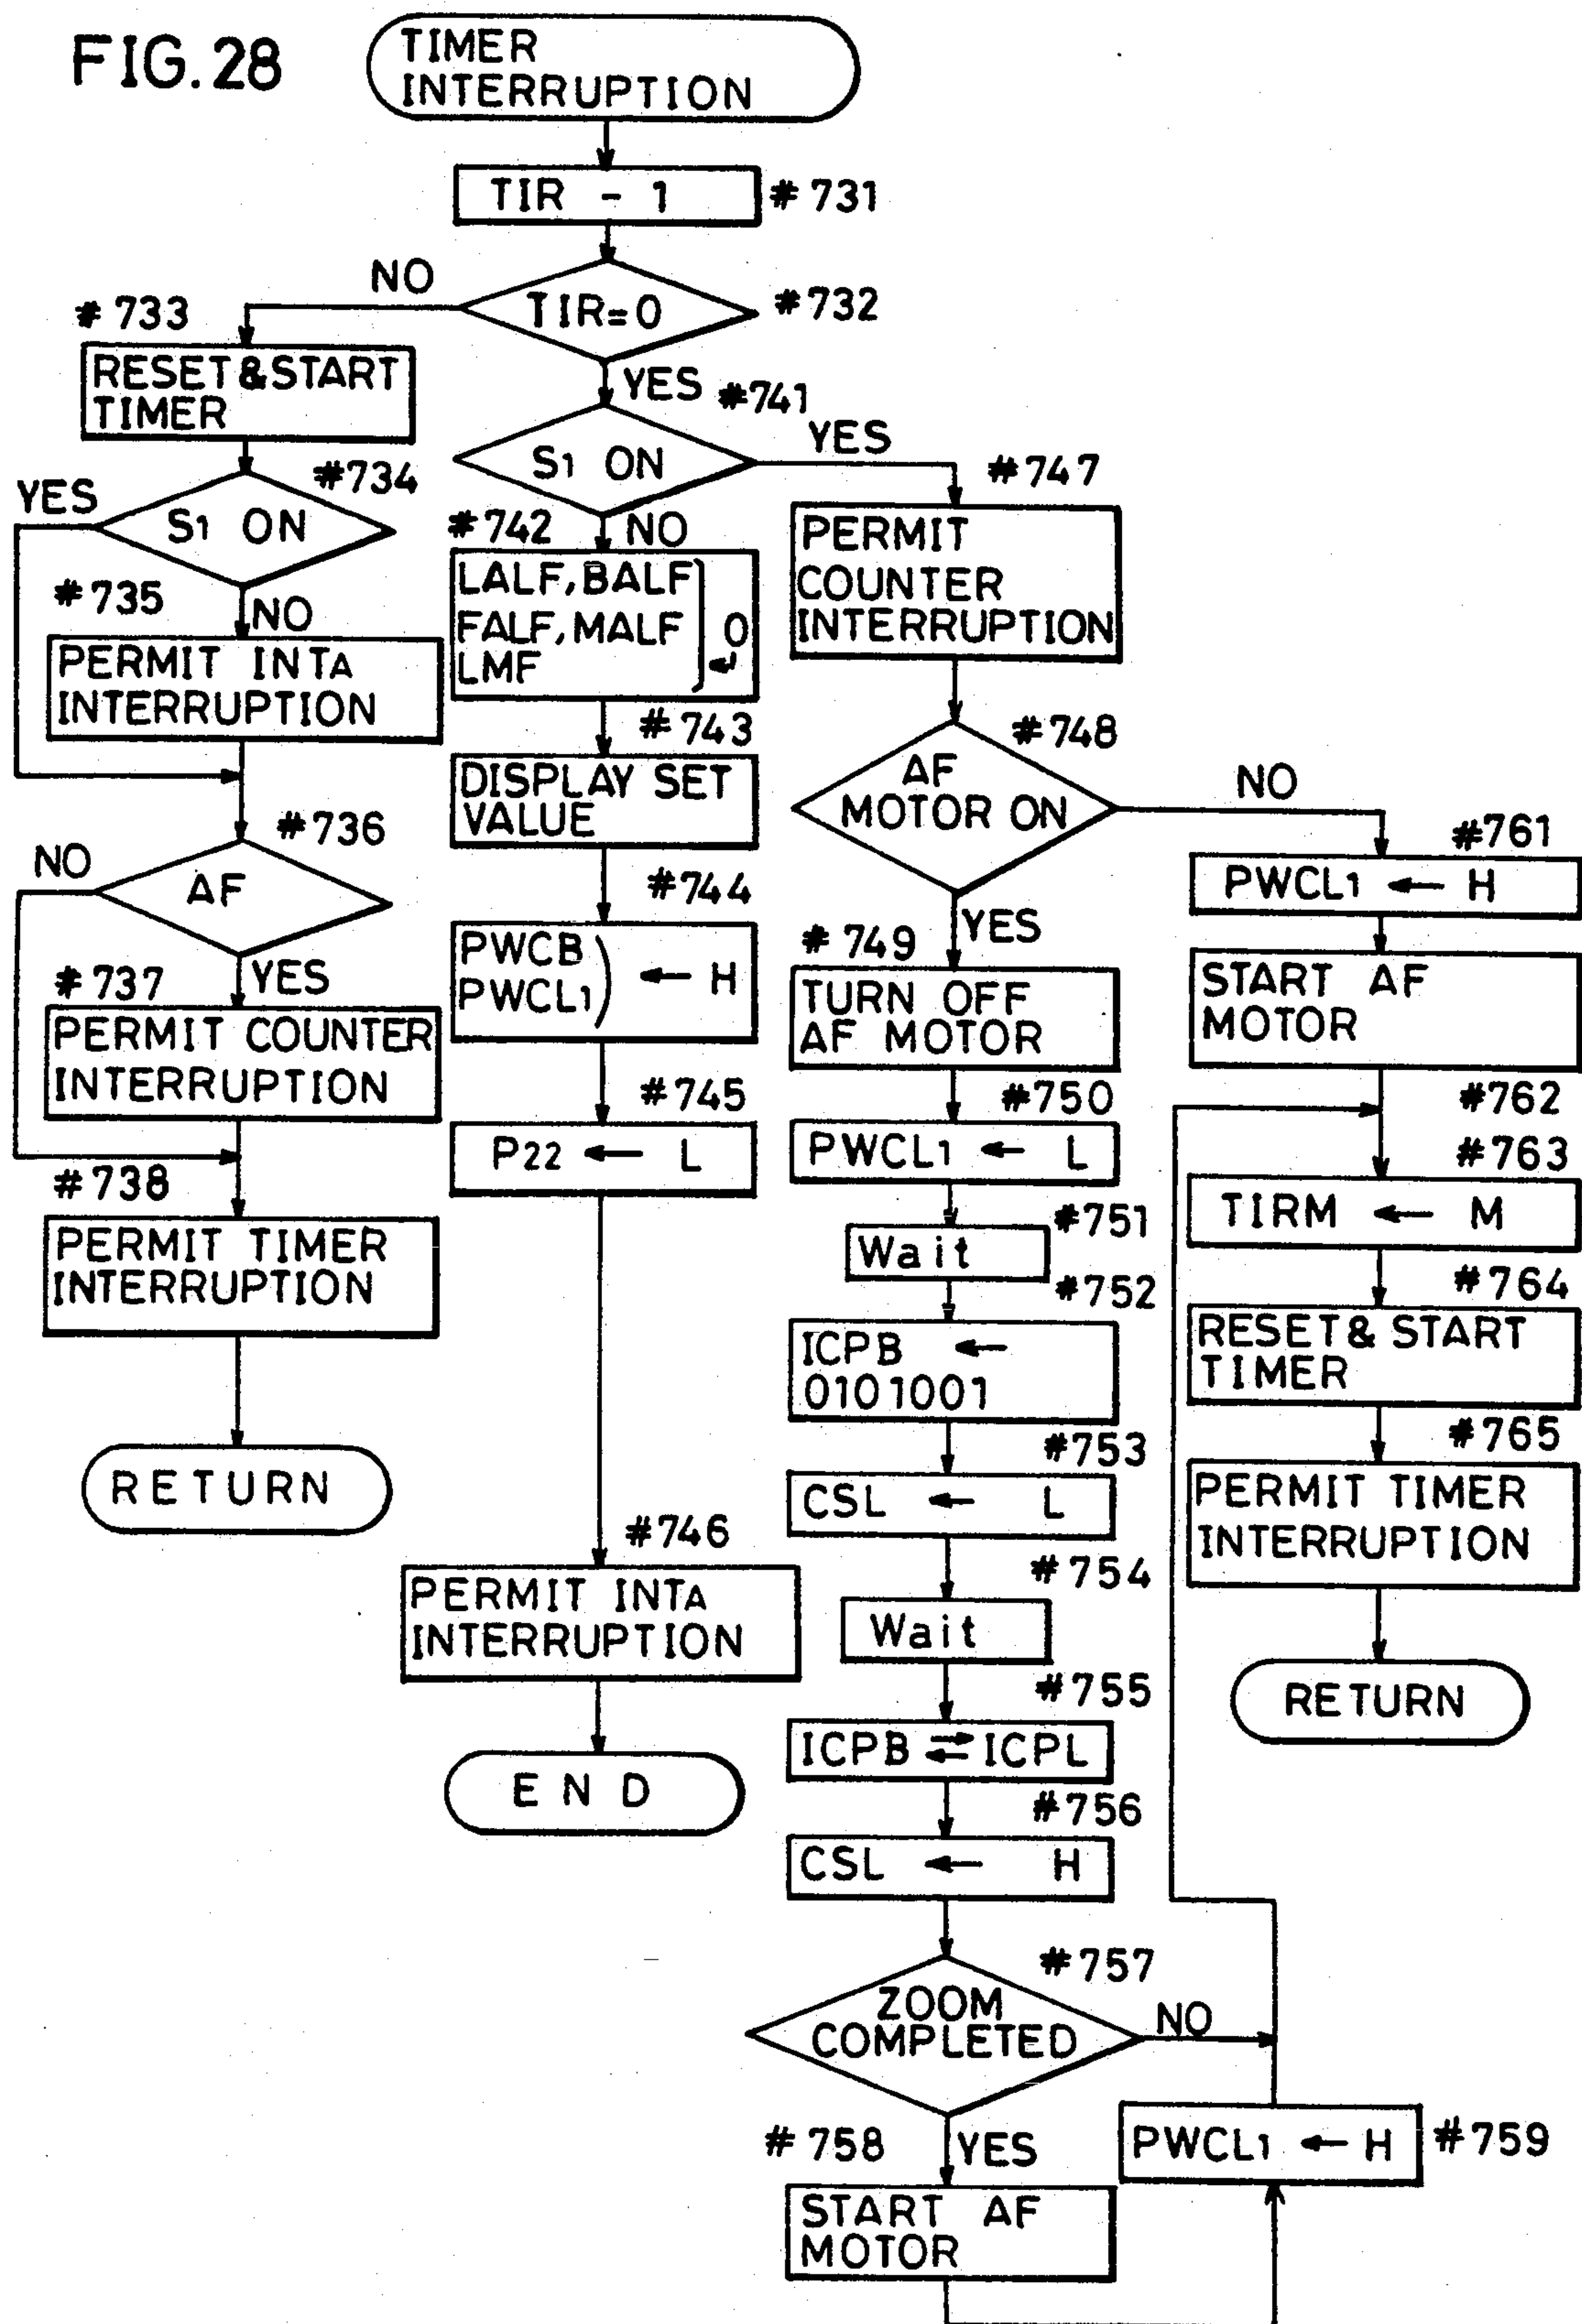 FIG. 28
TIMER
INTERRUPTION
TIR - 1
#731
NO
TIR=0
#732
#733
RESET & START
TIMER
YES
#741
S1 ON
YES
#734
YES
S1 ON
#735
NO
PERMIT INTA
INTERRUPTION
#736
NO
AF
YES
#737
PERMIT COUNTER
INTERRUPTION
#738
PERMIT TIMER
INTERRUPTION
RETURN
#742
NO
LALF, BALF
FALF, MALF
LMF
0
#743
DISPLAY SET
VALUE
#744
PWCB
PWCL1
) ← H
#745
P22 ← L
#746
PERMIT INTA
INTERRUPTION
END
#747
PERMIT
COUNTER
INTERRUPTION
#748
AF
MOTOR ON
NO
YES
#749
TURN OFF
AF MOTOR
#750
PWCL1 ← L
#751
Wait
#752
ICPB ←
0101001
#753
CSL ← L
#754
Wait
#755
ICPB ⇄ ICPL
#756
CSL ← H
#757
ZOOM
COMPLETED
NO
#758
YES
START AF
MOTOR
PWCL1 ← H
#759
#761
PWCL1 ← H
START AF
MOTOR
#762
#763
TIRM ← M
#764
RESET & START
TIMER
#765
PERMIT TIMER
INTERRUPTION
RETURN